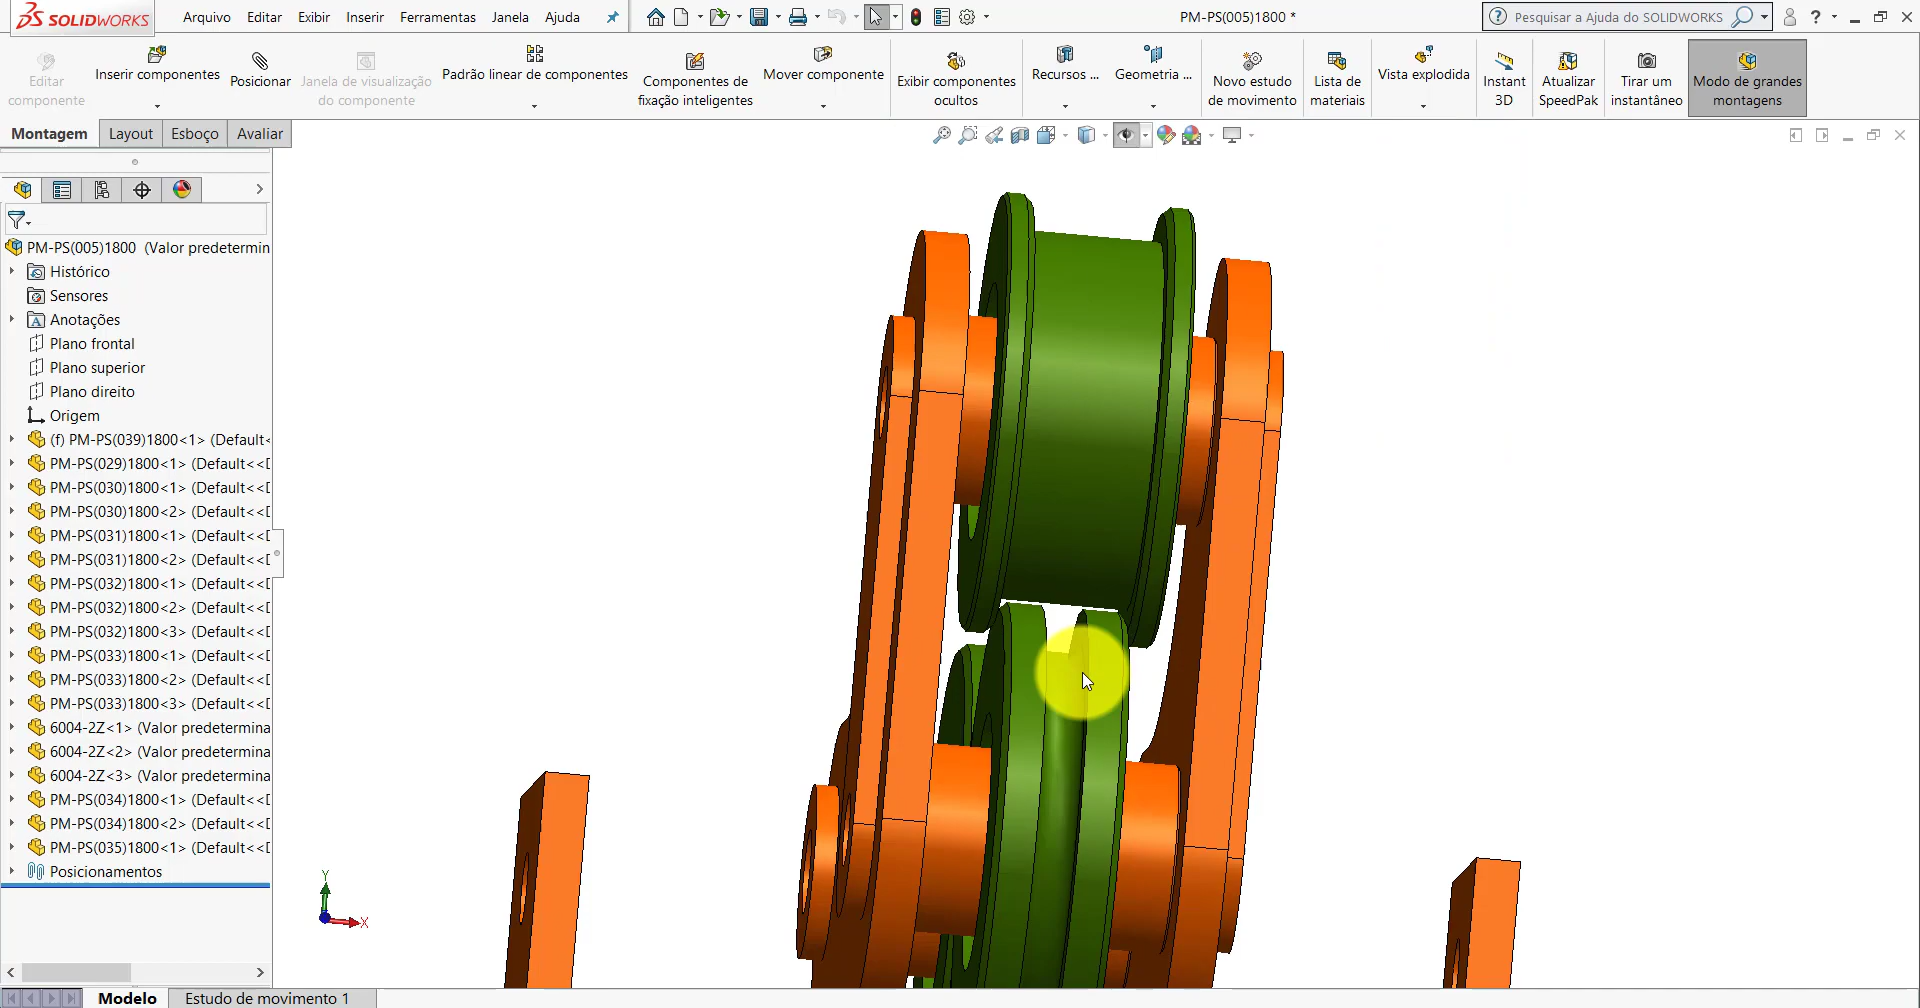 SOLIDWORKS
Arquivo Editar Exibir Inserir Ferramentas Janela Ajuda
PM-PS(005)1800 *
Pesquisar a Ajuda do SOLIDWORKS
Editar componente
Inserir componentes
Posicionar
Janela de visualização do componente
Padrão linear de componentes
Componentes de fixação inteligentes
Mover componente
Exibir componentes ocultos
Recursos ...
Geometria ...
Novo estudo de movimento
Lista de materiais
Vista explodida
Instant 3D
Atualizar SpeedPak
Tirar um instantâneo
Modo de grandes montagens
Montagem Layout Esboço Avaliar
PM-PS(005)1800 (Valor predetermin
Histórico
Sensores
Anotações
Plano frontal
Plano superior
Plano direito
Origem
(f) PM-PS(039)1800<1> (Default<
PM-PS(029)1800<1> (Default<<D
PM-PS(030)1800<1> (Default<<D
PM-PS(030)1800<2> (Default<<D
PM-PS(031)1800<1> (Default<<D
PM-PS(031)1800<2> (Default<<D
PM-PS(032)1800<1> (Default<<D
PM-PS(032)1800<2> (Default<<D
PM-PS(032)1800<3> (Default<<D
PM-PS(033)1800<1> (Default<<D
PM-PS(033)1800<2> (Default<<D
PM-PS(033)1800<3> (Default<<D
6004-2Z<1> (Valor predetermina
6004-2Z<2> (Valor predetermina
6004-2Z<3> (Valor predetermina
PM-PS(034)1800<1> (Default<<D
PM-PS(034)1800<2> (Default<<D
PM-PS(035)1800<1> (Default<<D
Posicionamentos
Y
X
Modelo Estudo de movimento 1